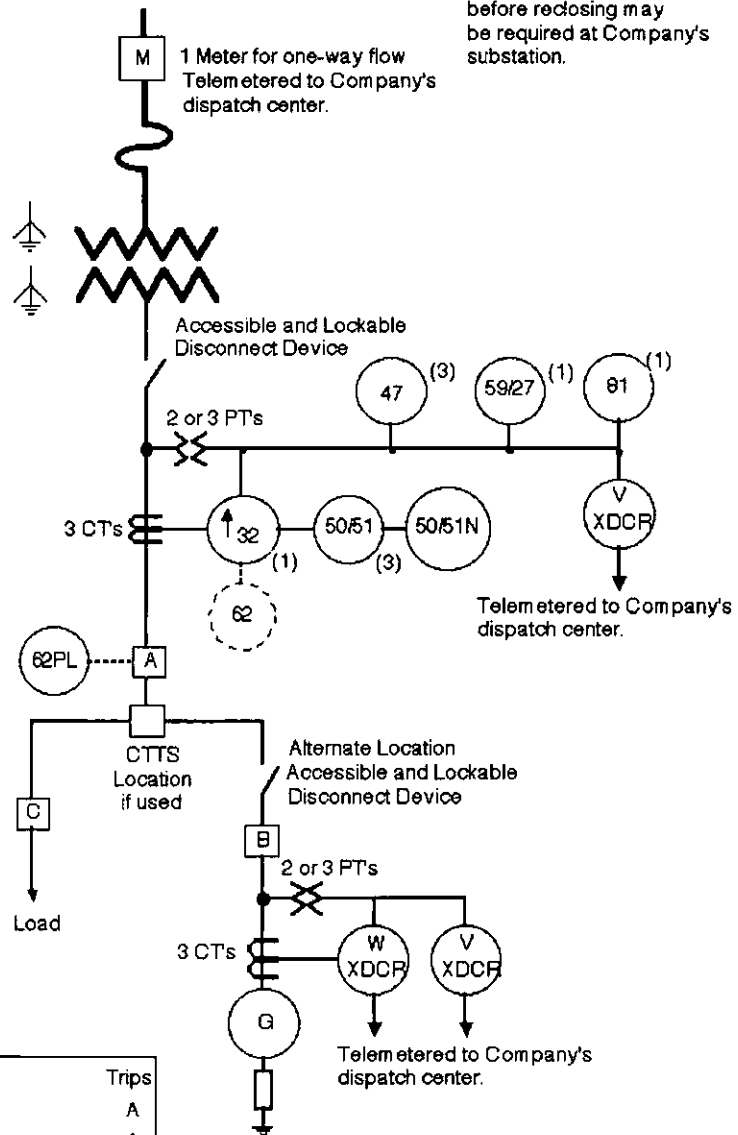 before reclosing may
be required at Company's
substation.
M
1 Meter for one-way flow
Telemetered to Company's
dispatch center.
Accessible and Lockable
Disconnect Device
47
(3)
59/27
(1)
81
(1)
2 or 3 PT's
3 CT's
32
(1)
50/51
(3)
50/51N
V
XDCR
62
Telemetered to Company's
dispatch center.
62PL
A
CTTS
Location
if used
Alternate Location
Accessible and Lockable
Disconnect Device
C
B
2 or 3 PT's
Load
3 CT's
W
XDCR
V
XDCR
G
Telemetered to Company's
dispatch center.
Trips
A